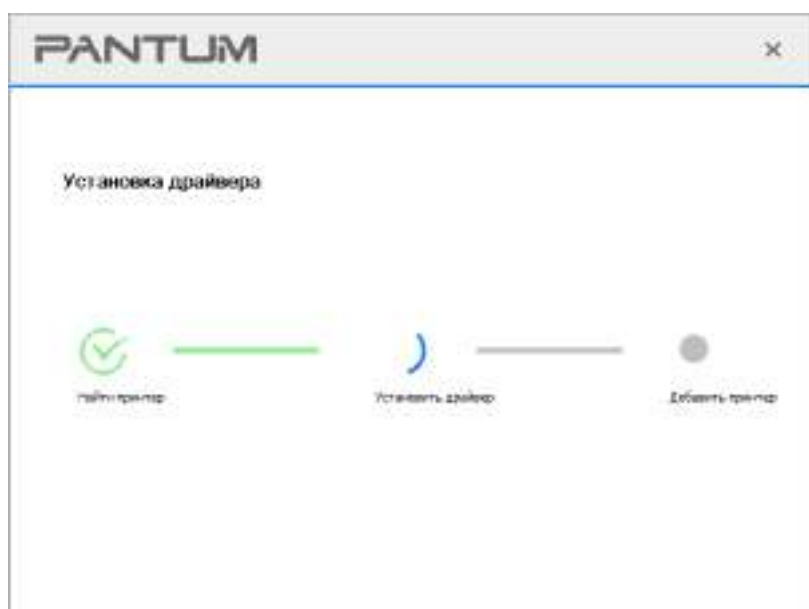 PANTUM
Установка драйвера
Найти принтер
Установить драйвер
Добавить принтер